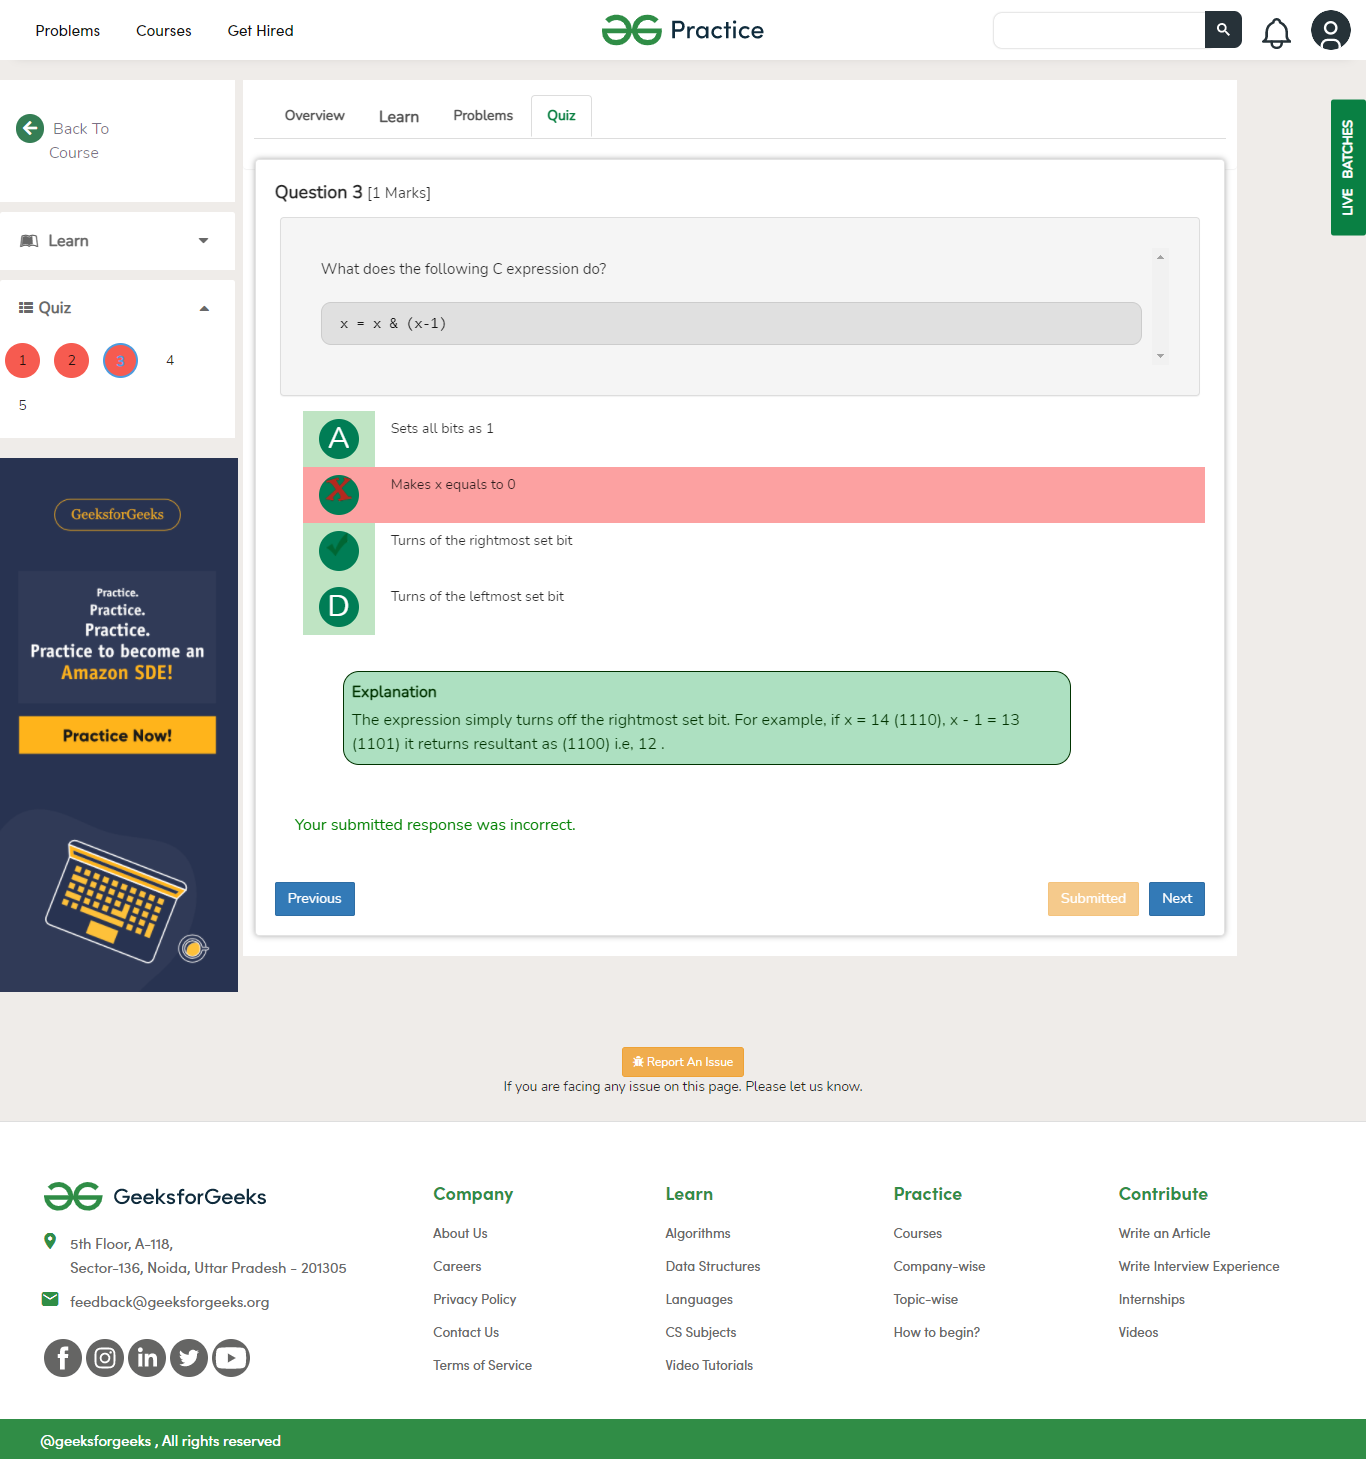 Problems Courses Get Hired
Practice
Back To
Course
Learn
Quiz
1 2 3 4
5
GeeksforGeeks
Practice.
Practice.
Practice.
Practice to become an
Amazon SDE!
Practice Now!
Overview Learn Problems Quiz
Question 3 [1 Marks]
What does the following C expression do?
x = x & (x-1)
A Sets all bits as 1
X Makes x equals to 0
Turns of the rightmost set bit
D Turns of the leftmost set bit
Explanation
The expression simply turns off the rightmost set bit. For example, if x = 14 (1110), x - 1 = 13
(1101) it returns resultant as (1100) i.e, 12 .
Your submitted response was incorrect.
Previous Submitted Next
LIVE BATCHES
Report An Issue
If you are facing any issue on this page. Please let us know.
GeeksforGeeks
5th Floor, A-118,
Sector-136, Noida, Uttar Pradesh - 201305
feedback@geeksforgeeks.org
Company
About Us
Careers
Privacy Policy
Contact Us
Terms of Service
Learn
Algorithms
Data Structures
Languages
CS Subjects
Video Tutorials
Practice
Courses
Company-wise
Topic-wise
How to begin?
Contribute
Write an Article
Write Interview Experience
Internships
Videos
@geeksforgeeks , All rights reserved